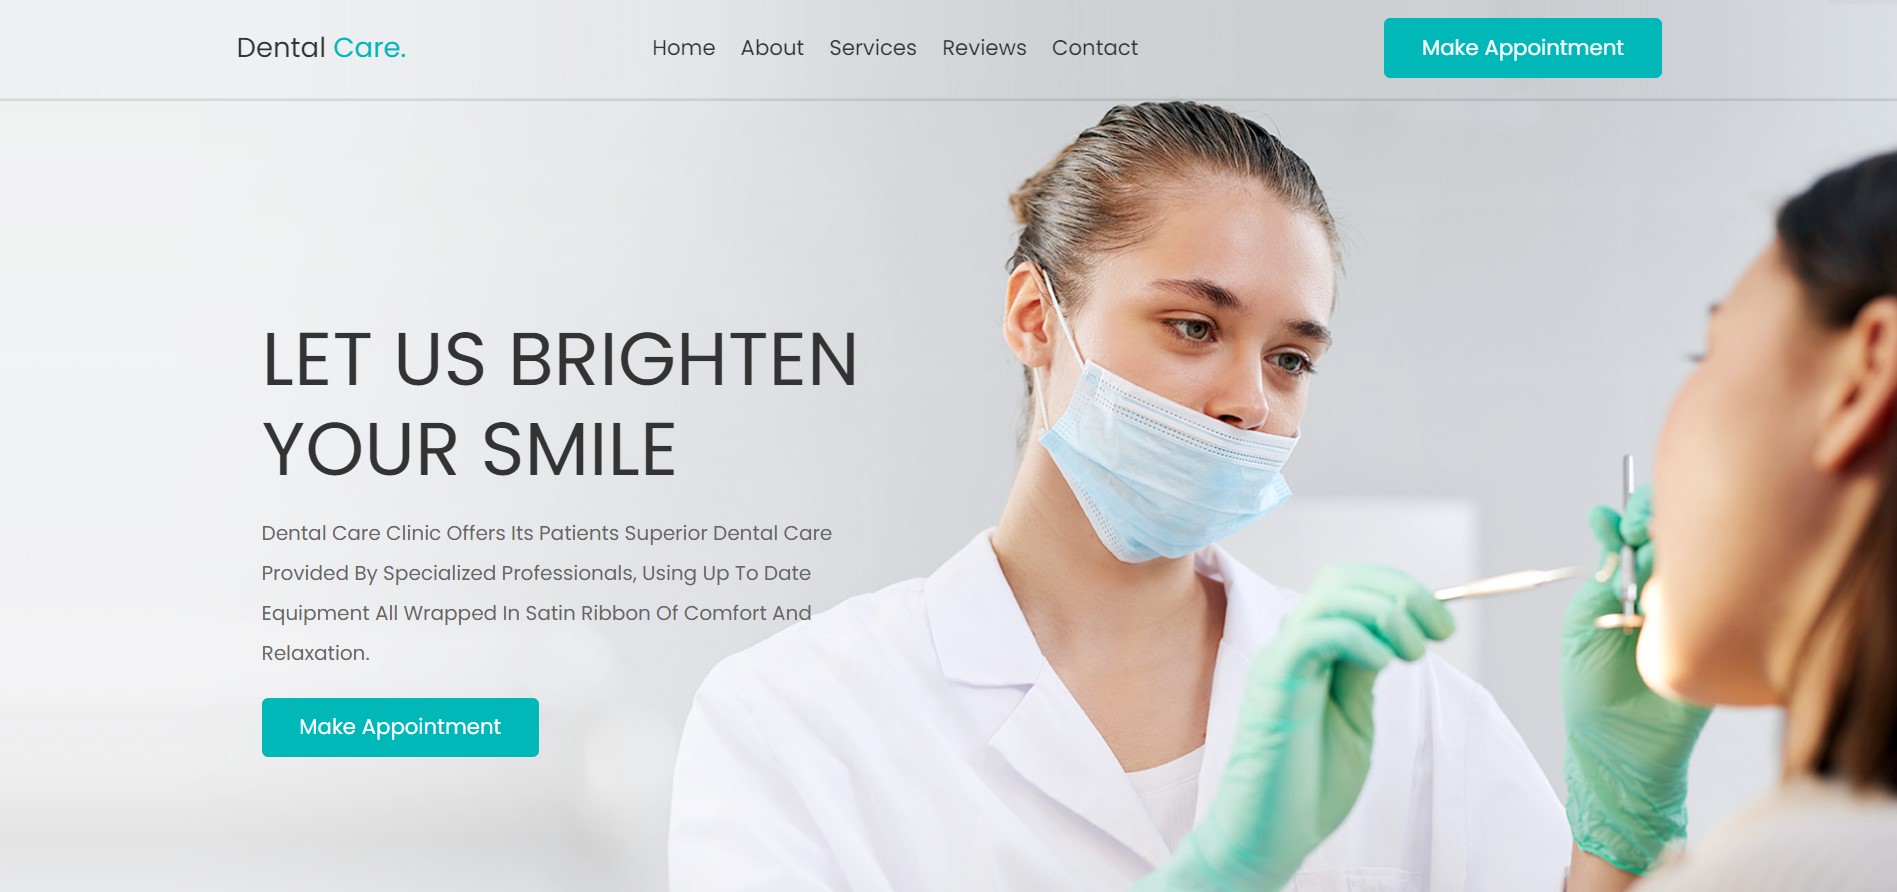 Dental Care.
Home About Services Reviews Contact
Make Appointment
LET US BRIGHTEN
YOUR SMILE
Dental Care Clinic Offers Its Patients Superior Dental Care
Provided By Specialized Professionals, Using Up To Date
Equipment All Wrapped In Satin Ribbon Of Comfort And
Relaxation.
Make Appointment